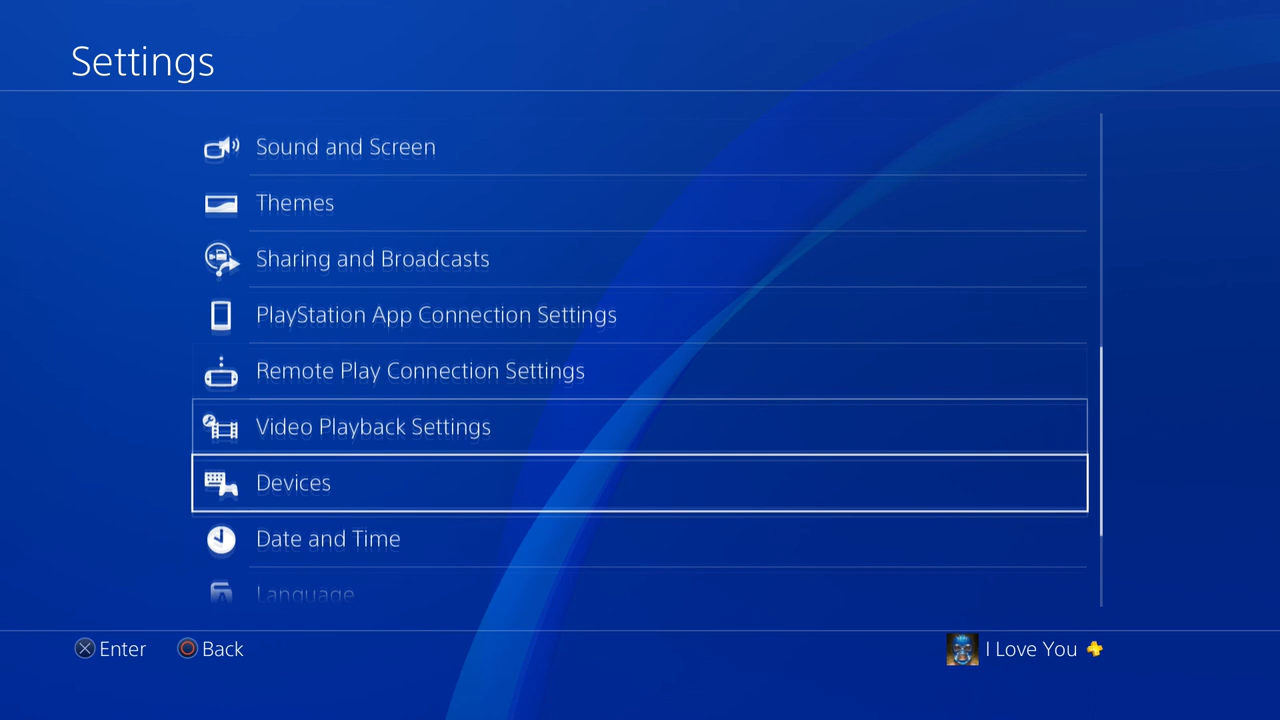 Settings
Sound and Screen
Themes
Sharing and Broadcasts
PlayStation App Connection Settings
Remote Play Connection Settings
Video Playback Settings
Devices
Date and Time
Language
Enter
Back
I Love You